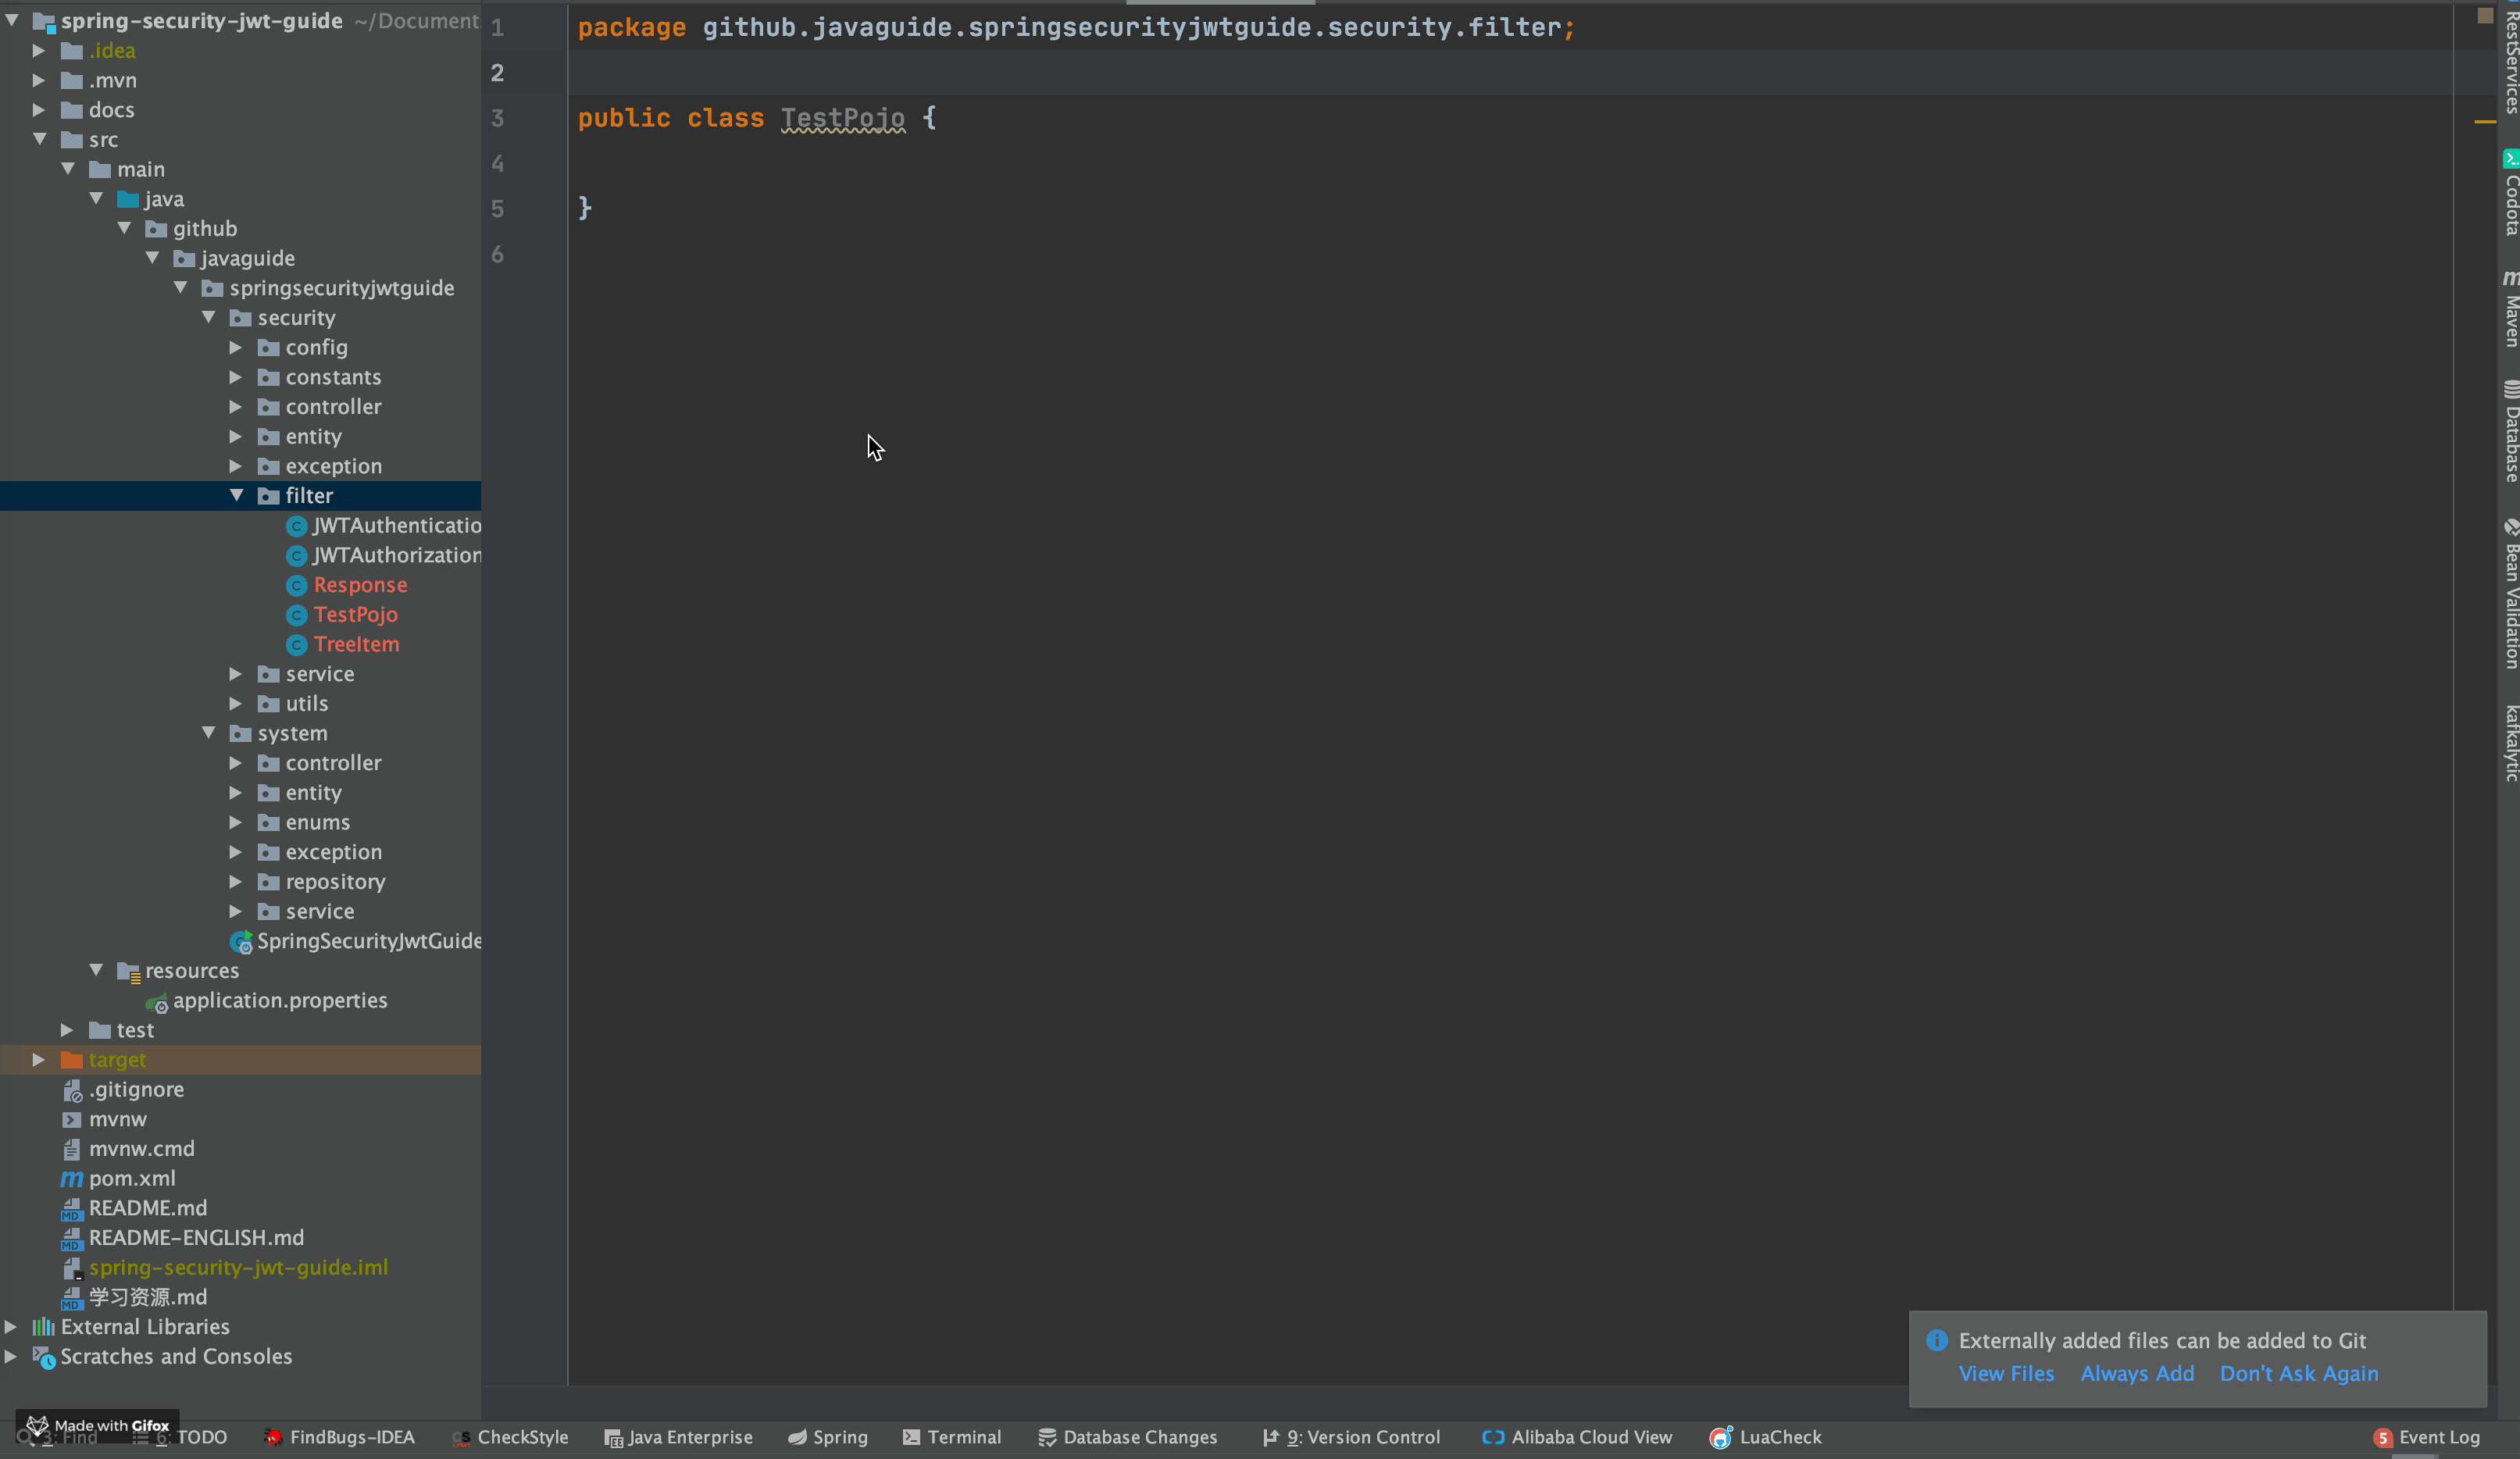 spring-security-jwt-guide ~/Document
.idea
.mvn
docs
src
main
java
github
javaguide
springsecurityjwtguide
security
config
constants
controller
entity
exception
filter
JWTAuthenticatio
JWTAuthorization
Response
TestPojo
TreeItem
service
utils
system
controller
entity
enums
exception
repository
service
SpringSecurityJwtGuide
resources
application.properties
test
target
.gitignore
mvnw
mvnw.cmd
pom.xml
README.md
README-ENGLISH.md
spring-security-jwt-guide.iml
学习资源.md
External Libraries
Scratches and Consoles
1 package github.javaguide.springsecurityjwtguide.security.filter;
2
3 public class TestPojo {
4
5 }
6
RestServices
Codota
Maven
Database
Bean Validation
kafkalytic
Externally added files can be added to Git
View Files Always Add Don't Ask Again
Made with Gifox
3: Find 6: TODO FindBugs-IDEA CheckStyle Java Enterprise Spring Terminal Database Changes 9: Version Control Alibaba Cloud View LuaCheck 5 Event Log